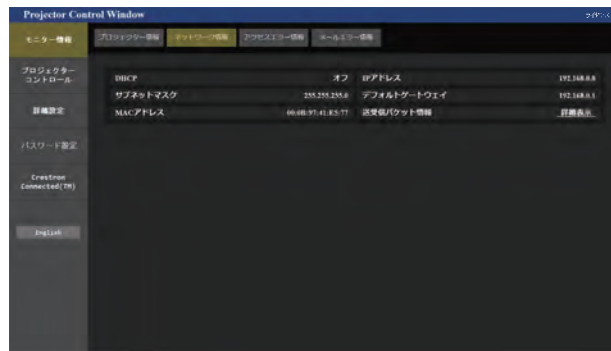 Projector Control Window
モニター情報
プロジェクター情報 ネットワーク情報 アクセスエラー情報 メールエラー情報
プロジェクター
コントロール
詳細設定
パスワード設定
Crestron
Connected(TM)
English
DHCP オフ IPアドレス 192.168.0.8
サブネットマスク 255.255.255.0 デフォルトゲートウェイ 192.168.0.1
MACアドレス 送受信パケット情報 詳細表示